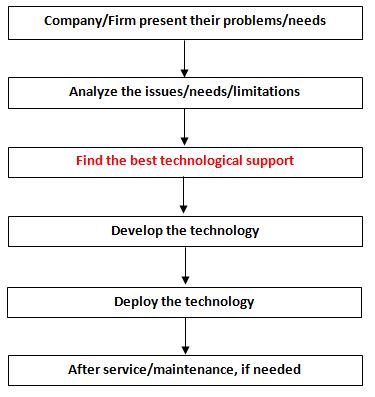 Company/Firm present their problems/needs
Analyze the issues/needs/limitations
Find the best technological support
Develop the technology
Deploy the technology
After service/maintenance, if needed